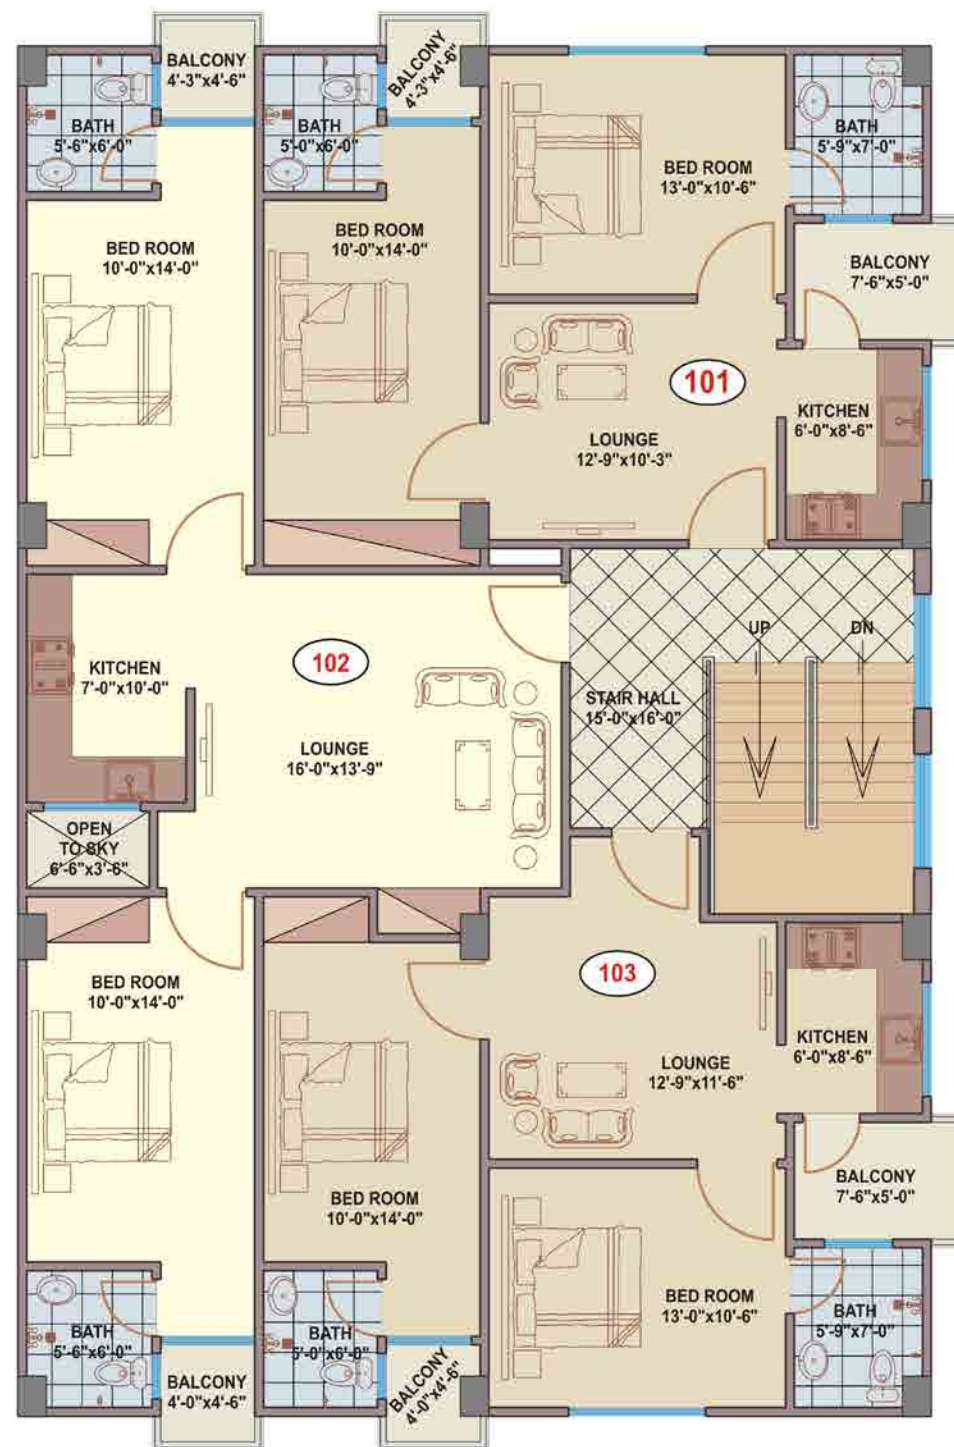 BALCONY
4'-3"x4'-6"
BALCONY
4'-3"x4'-6"
BATH
5'-6"x6'-0"
BATH
5'-0"x6'-0"
BED ROOM
13'-0"x10'-6"
BATH
5'-9"x7'-0"
BED ROOM
10'-0"x14'-0"
BED ROOM
10'-0"x14'-0"
BALCONY
7'-6"x5'-0"
101
LOUNGE
12'-9"x10'-3"
KITCHEN
6'-0"x8'-6"
KITCHEN
7'-0"x10'-0"
102
LOUNGE
16'-0"x13'-9"
UP
DN
STAIR HALL
15'-0"x16'-0"
OPEN
TO SKY
6'-6"x3'-6"
BED ROOM
10'-0"x14'-0"
103
LOUNGE
12'-9"x11'-6"
KITCHEN
6'-0"x8'-6"
BED ROOM
10'-0"x14'-0"
BALCONY
7'-6"x5'-0"
BED ROOM
13'-0"x10'-6"
BATH
5'-9"x7'-0"
BATH
5'-6"x6'-0"
BATH
5'-0"x6'-0"
BALCONY
4'-0"x4'-6"
BALCONY
4'-0"x4'-6"